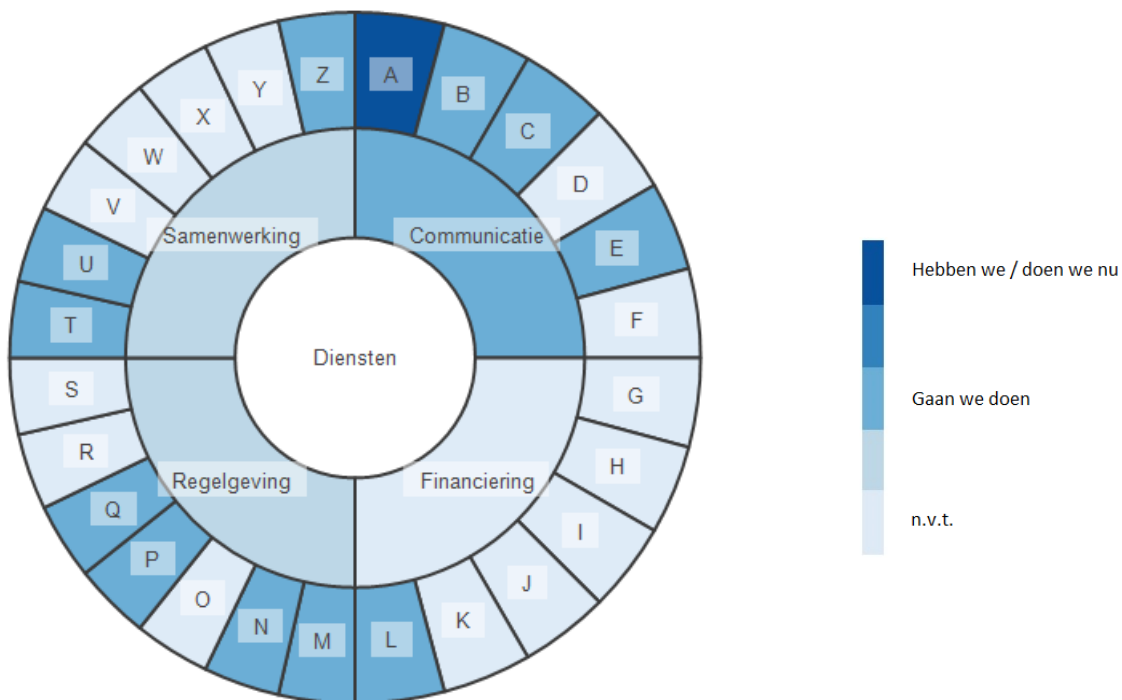 Z
A
Y
B
X
C
W
D
V
Samenwerking
Communicatie
E
U
T
F
Diensten
S
G
R
H
Regelgeving
Financiering
Q
I
P
J
O
K
N
M
L
Hebben we / doen we nu
Gaan we doen
n.v.t.